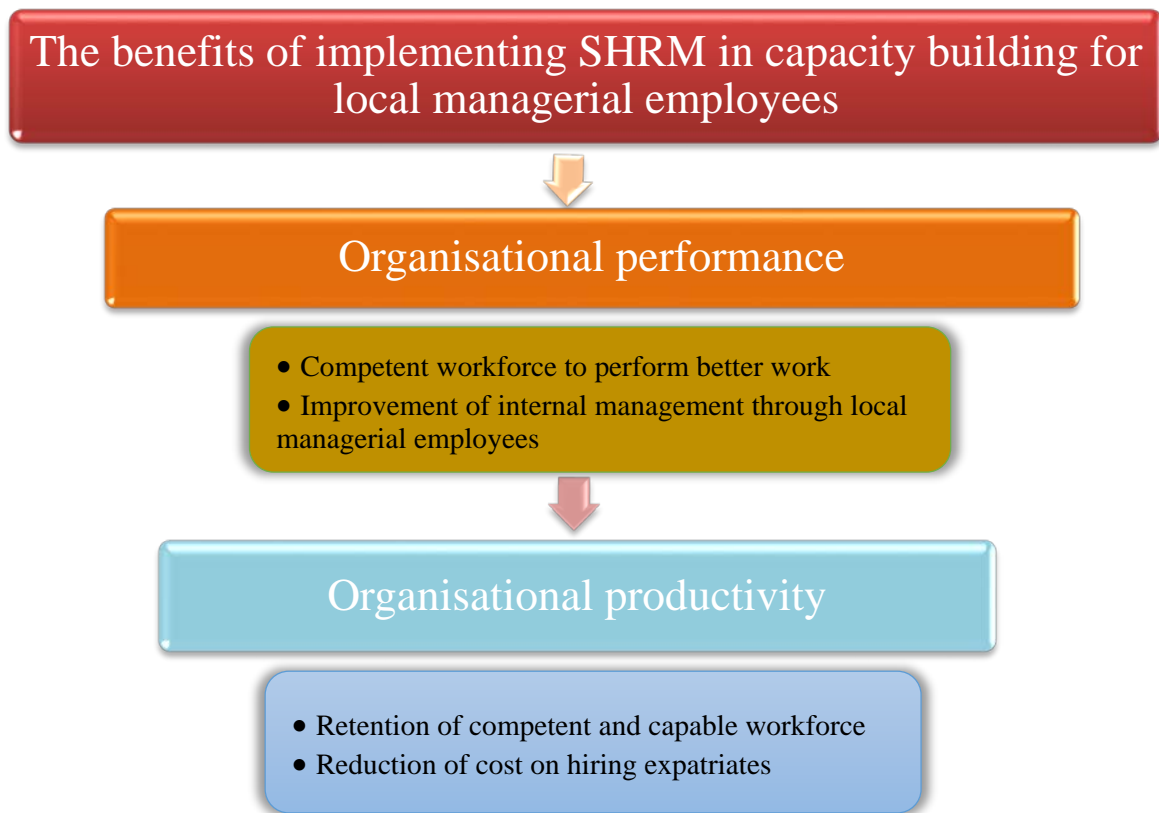 The benefits of implementing SHRM in capacity building for
local managerial employees
Organisational performance
• Competent workforce to perform better work
• Improvement of internal management through local
managerial employees
Organisational productivity
• Retention of competent and capable workforce
• Reduction of cost on hiring expatriates